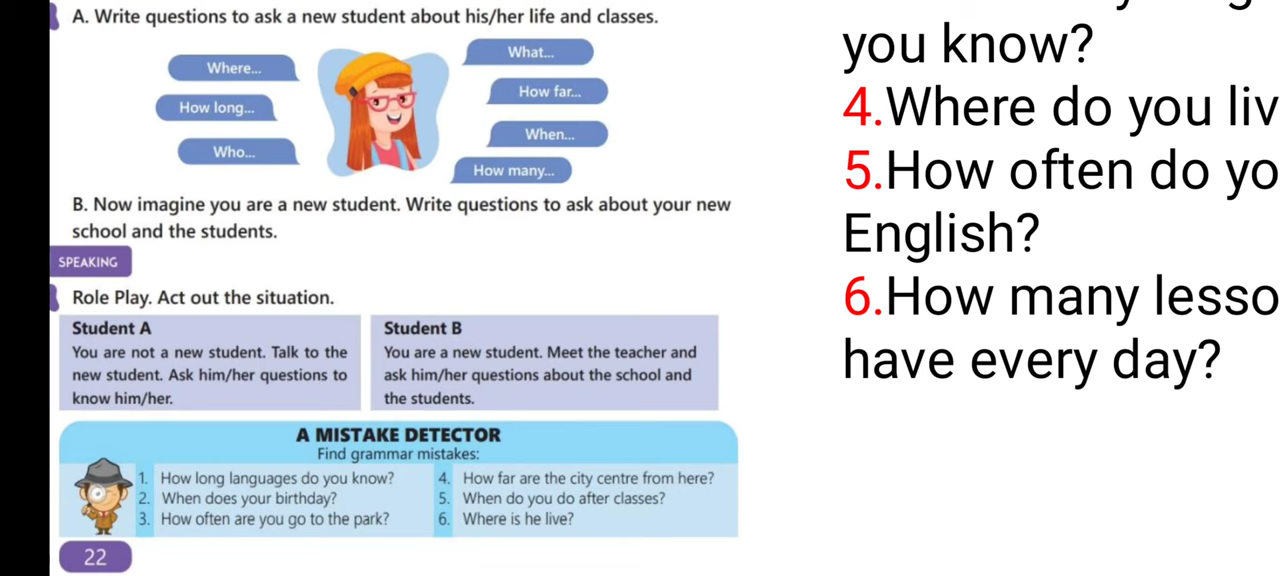 A. Write questions to ask a new student about his/her life and classes.
Where...
How long...
Who...
What...
How far...
When...
How many...
B. Now imagine you are a new student. Write questions to ask about your new
school and the students.
SPEAKING
Role Play. Act out the situation.
Student A
You are not a new student. Talk to the
new student. Ask him/her questions to
know him/her.
Student B
You are a new student. Meet the teacher and
ask him/her questions about the school and
the students.
A MISTAKE DETECTOR
Find grammar mistakes:
1. How long languages do you know?
2. When does your birthday?
3. How often are you go to the park?
4. How far are the city centre from here?
5. When do you do after classes?
6. Where is he live?
22
you know?
4.Where do you liv
5.How often do yo
English?
6.How many lesso
have every day?